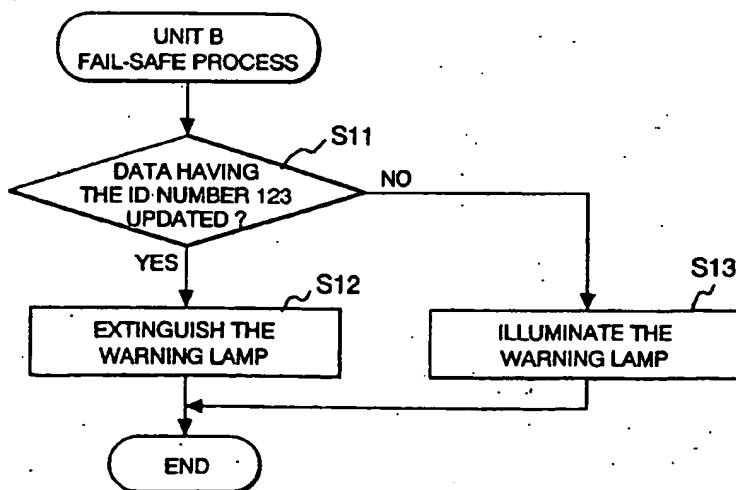 UNIT B
FAIL-SAFE PROCESS
S11
DATA HAVING
THE ID NUMBER 123
UPDATED ?
NO
YES
S12
S13
EXTINGUISH THE
WARNING LAMP
ILLUMINATE THE
WARNING LAMP
END